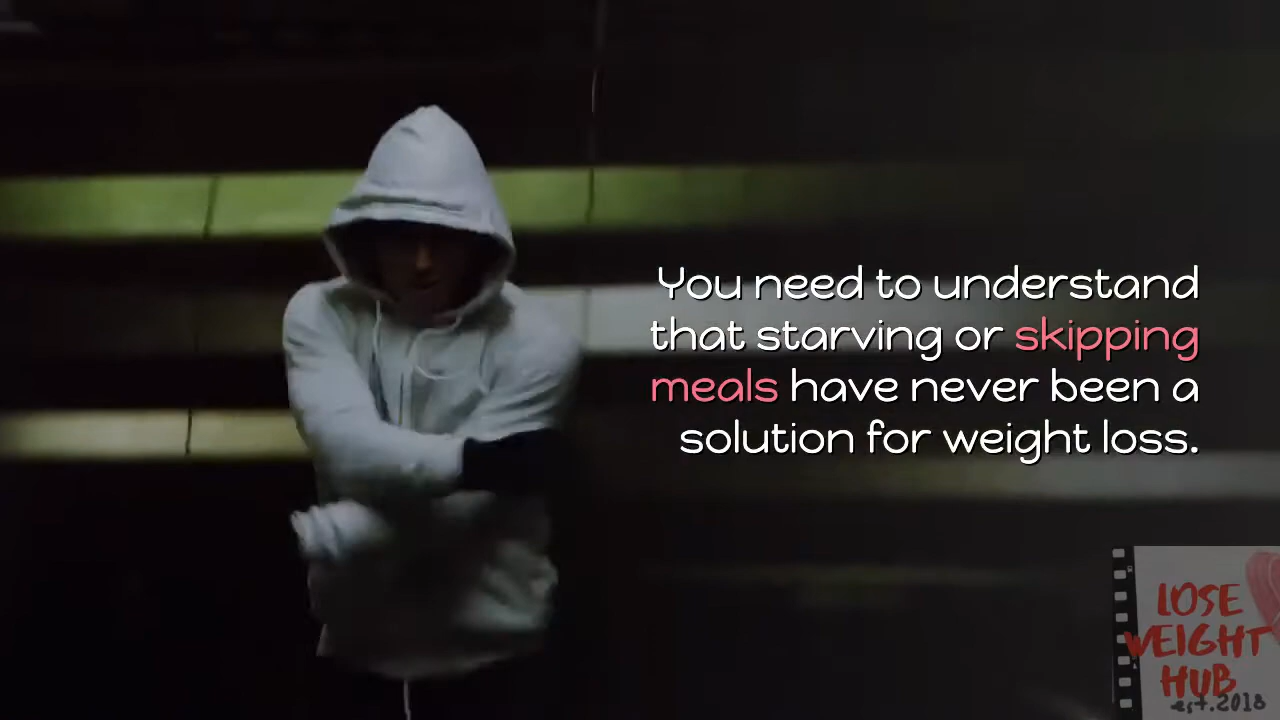 You need to understand
that starving or skipping
meals have never been a
solution for weight loss.
LOSE
WEIGHT
HUB
est.2018